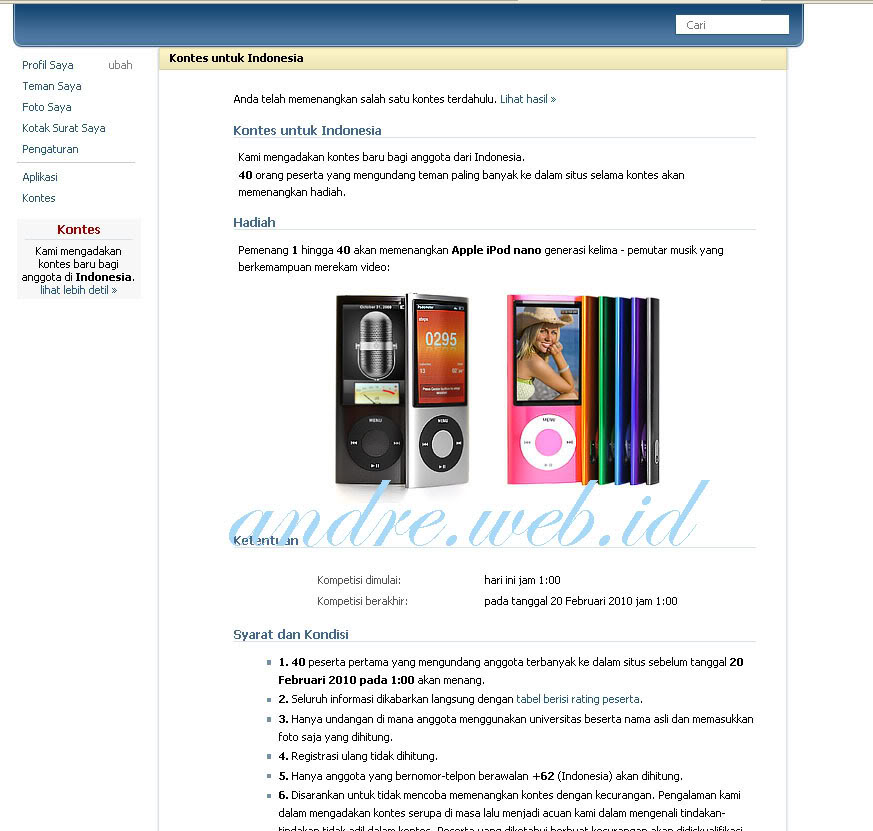 Cari
Profil Saya ubah
Teman Saya
Foto Saya
Kotak Surat Saya
Pengaturan
Aplikasi
Kontes
Kontes
Kami mengadakan
kontes baru bagi
anggota di Indonesia.
lihat lebih detil »
Kontes untuk Indonesia
Anda telah memenangkan salah satu kontes terdahulu. Lihat hasil »
Kontes untuk Indonesia
Kami mengadakan kontes baru bagi anggota dari Indonesia.
40 orang peserta yang mengundang teman paling banyak ke dalam situs selama kontes akan
memenangkan hadiah.
Hadiah
Pemenang 1 hingga 40 akan memenangkan Apple iPod nano generasi kelima - pemutar musik yang
berkemampuan merekam video:
0295
MENU
MENU
MENU
andre.web.id
Ketentuan
Kompetisi dimulai: hari ini jam 1:00
Kompetisi berakhir: pada tanggal 20 Februari 2010 jam 1:00
Syarat dan Kondisi
1. 40 peserta pertama yang mengundang anggota terbanyak ke dalam situs sebelum tanggal 20
Februari 2010 pada 1:00 akan menang.
2. Seluruh informasi dikabarkan langsung dengan tabel berisi rating peserta.
3. Hanya undangan di mana anggota menggunakan universitas beserta nama asli dan memasukkan
foto saja yang dihitung.
4. Registrasi ulang tidak dihitung.
5. Hanya anggota yang bernomor-telpon berawalan +62 (Indonesia) akan dihitung.
6. Disarankan untuk tidak mencoba memenangkan kontes dengan kecurangan. Pengalaman kami
dalam mengadakan kontes serupa di masa lalu menjadi acuan kami dalam mengenali tindakan-
tindakan tidak adil dalam kontes. Peserta yang diketahui berbuat kecurangan akan didiskualifikasi